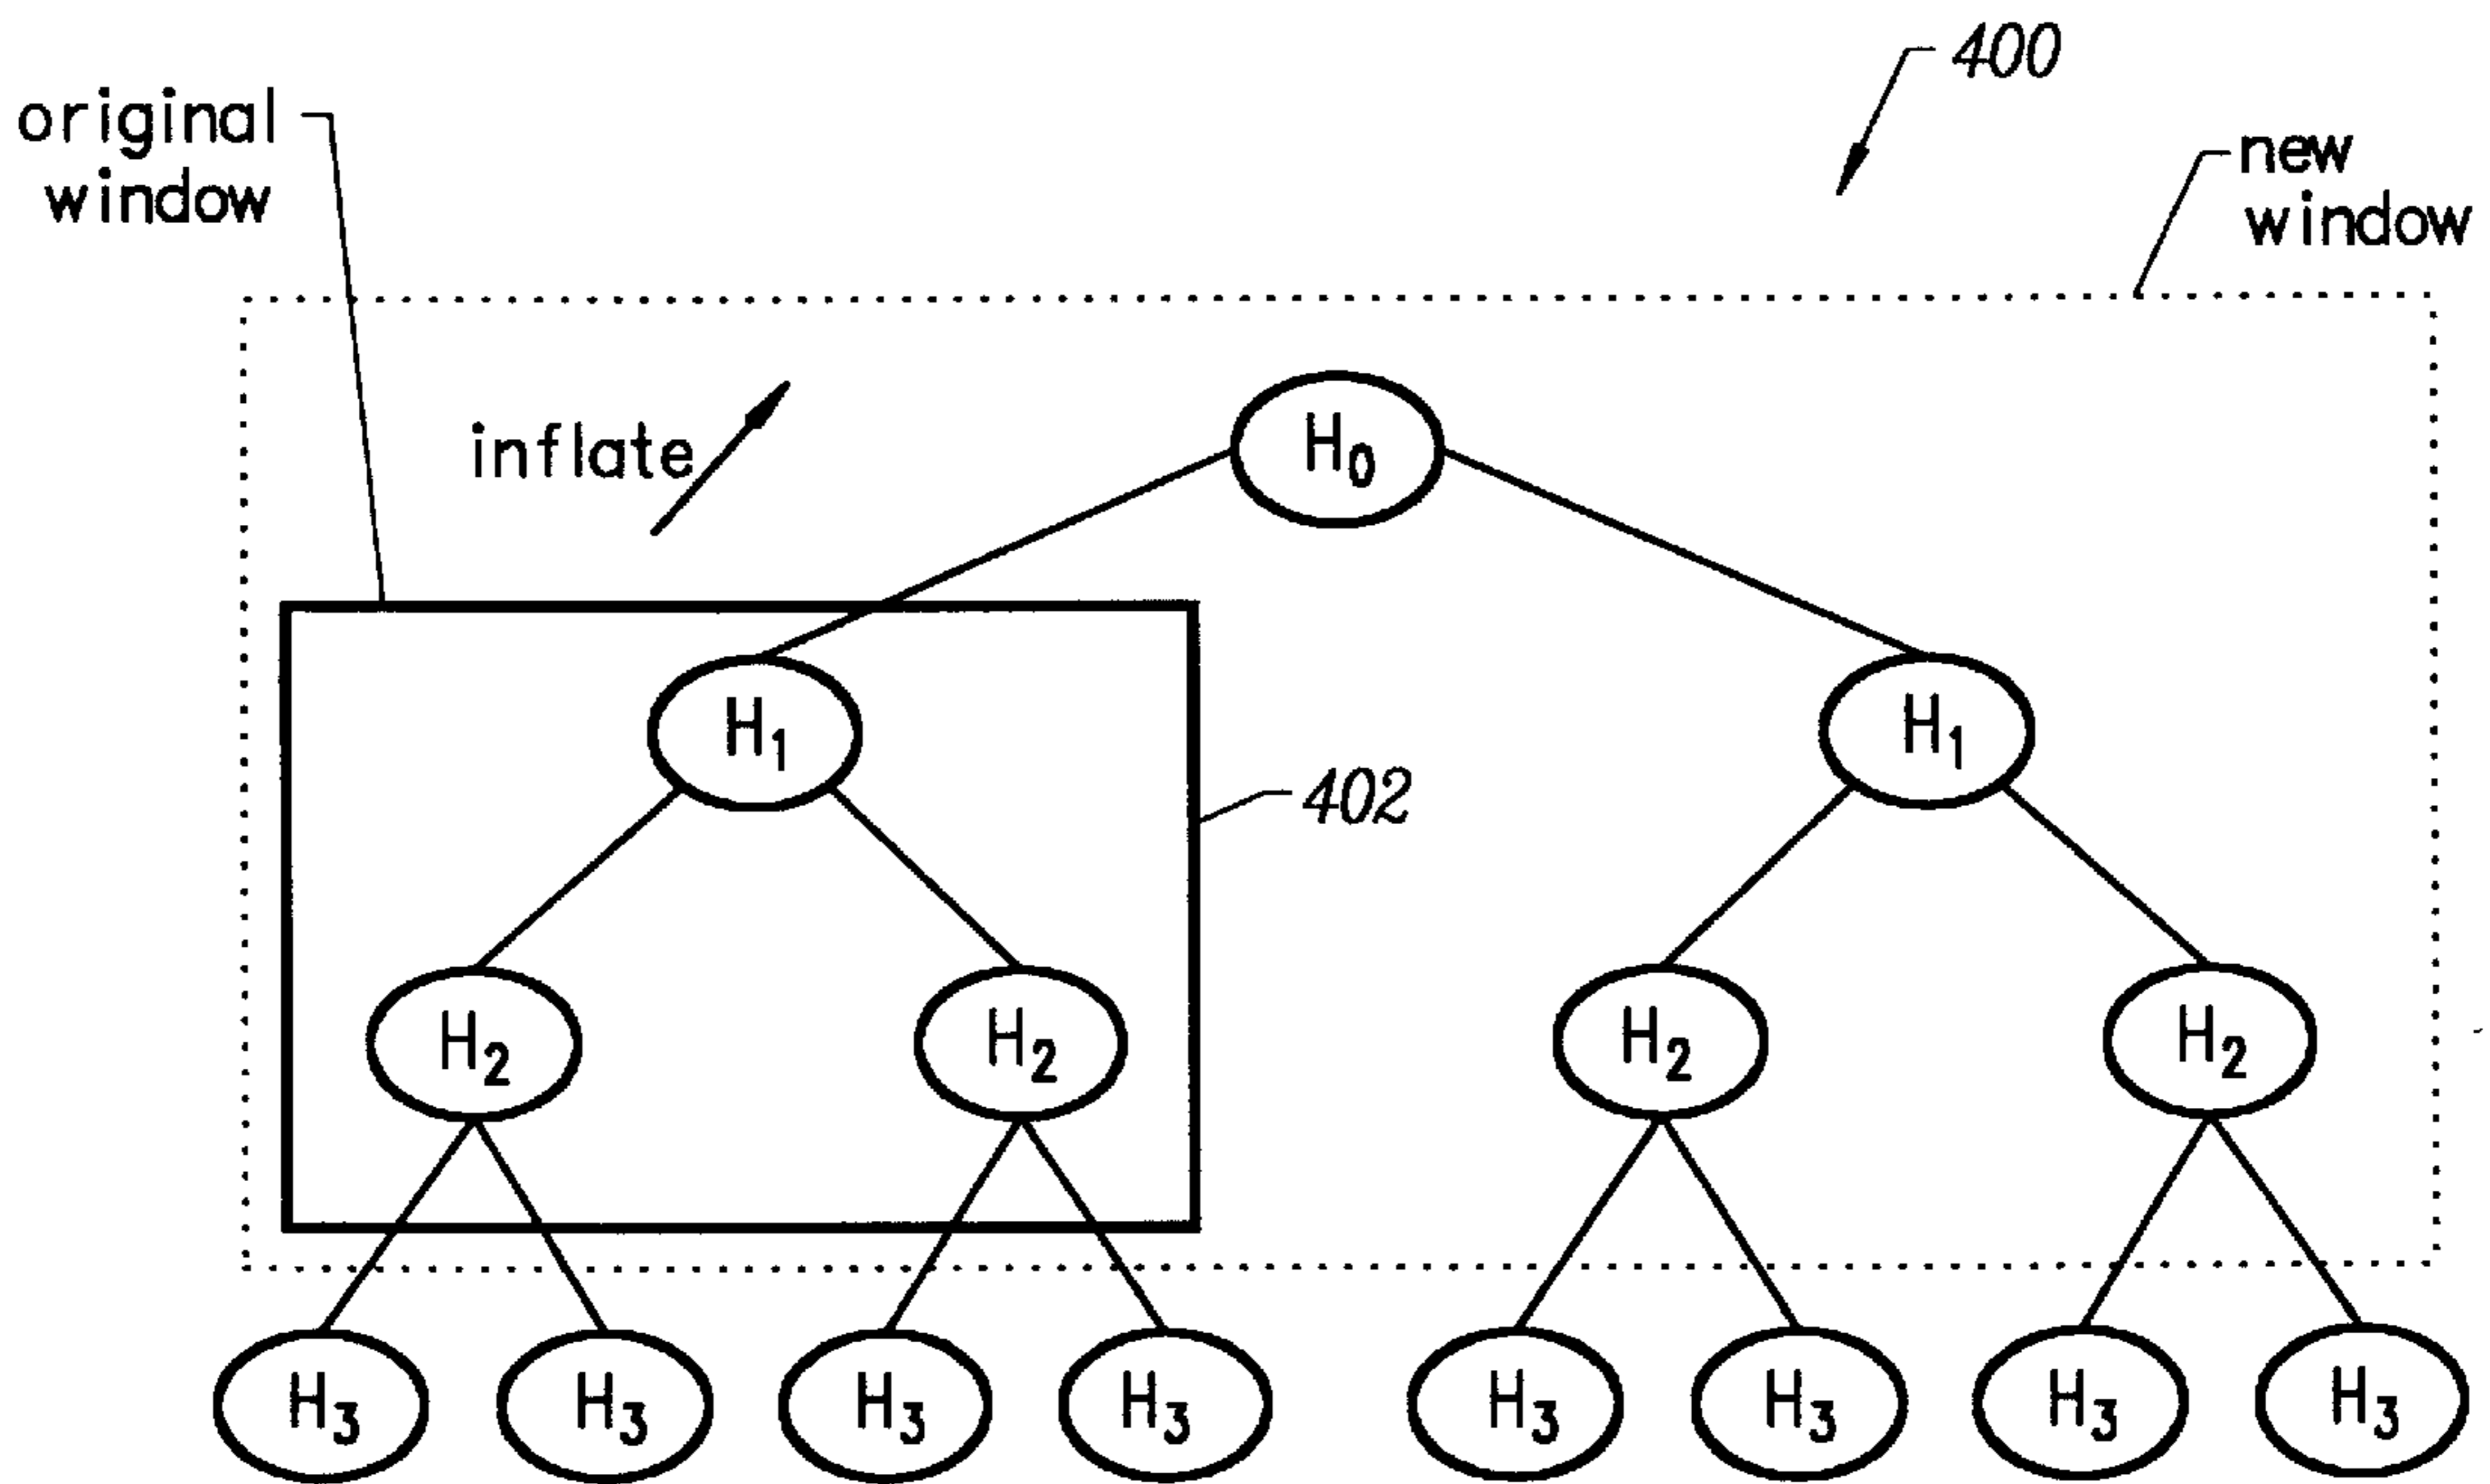 400
original
window
new
window
inflate
H₀
H₁
H₁
402
H₂
H₂
H₂
H₂
H₃
H₃
H₃
H₃
H₃
H₃
H₃
H₃